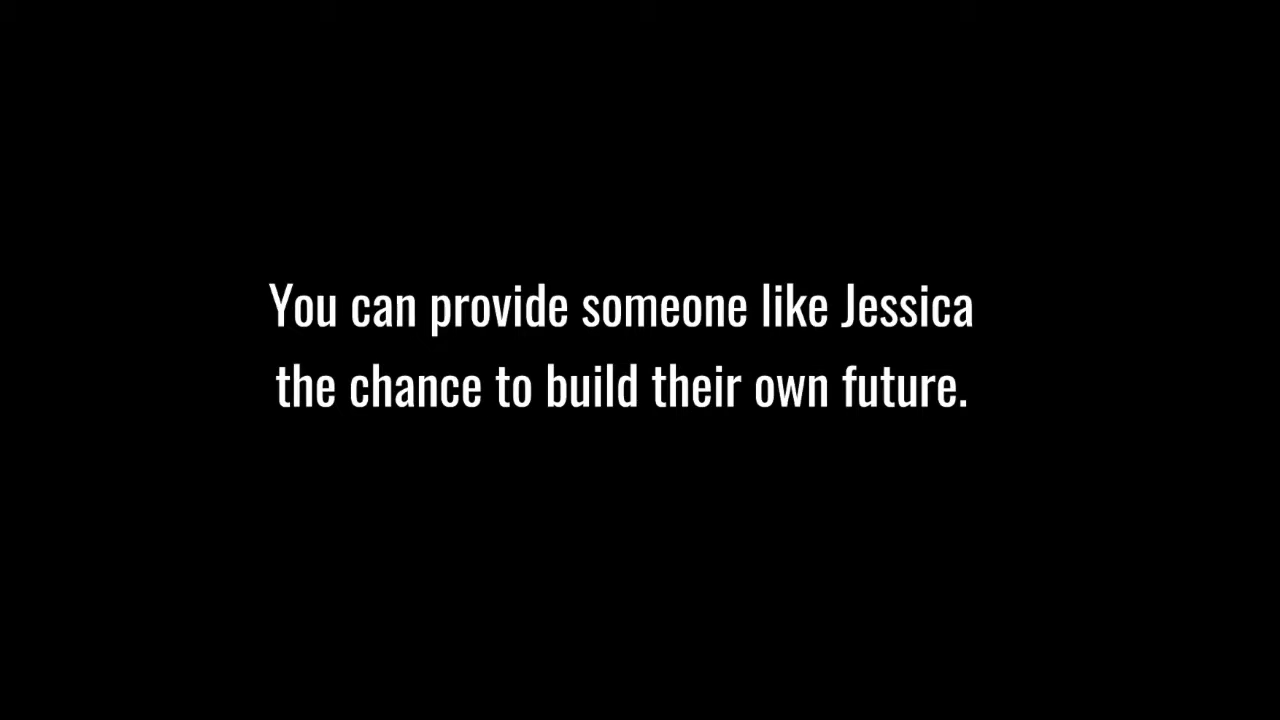 You can provide someone like Jessica
the chance to build their own future.